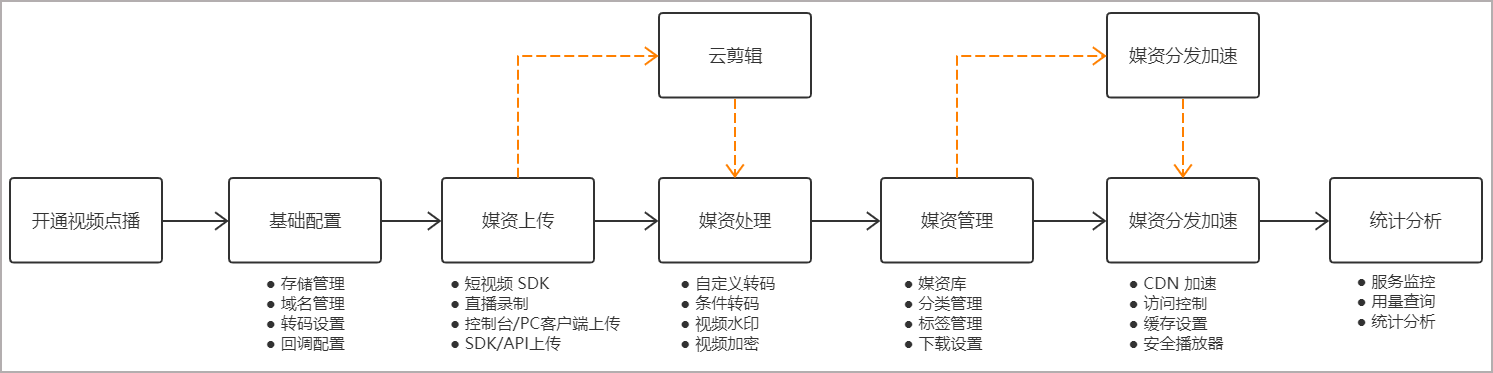 云剪辑
媒资分发加速
开通视频点播
基础配置
媒资上传
媒资处理
媒资管理
媒资分发加速
统计分析
● 存储管理
● 域名管理
● 转码设置
● 回调配置
● 短视频 SDK
● 直播录制
● 控制台/PC客户端上传
● SDK/API上传
● 自定义转码
● 条件转码
● 视频水印
● 视频加密
● 媒资库
● 分类管理
● 标签管理
● 下载设置
● CDN 加速
● 访问控制
● 缓存设置
● 安全播放器
● 服务监控
● 用量查询
● 统计分析